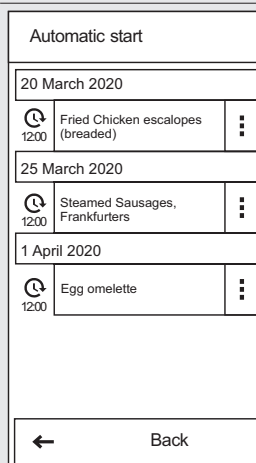 Automatic start
20 March 2020
Fried Chicken escalopes
(breaded)
12:00
25 March 2020
Steamed Sausages,
Frankfurters
12:00
1 April 2020
Egg omelette
12:00
Back